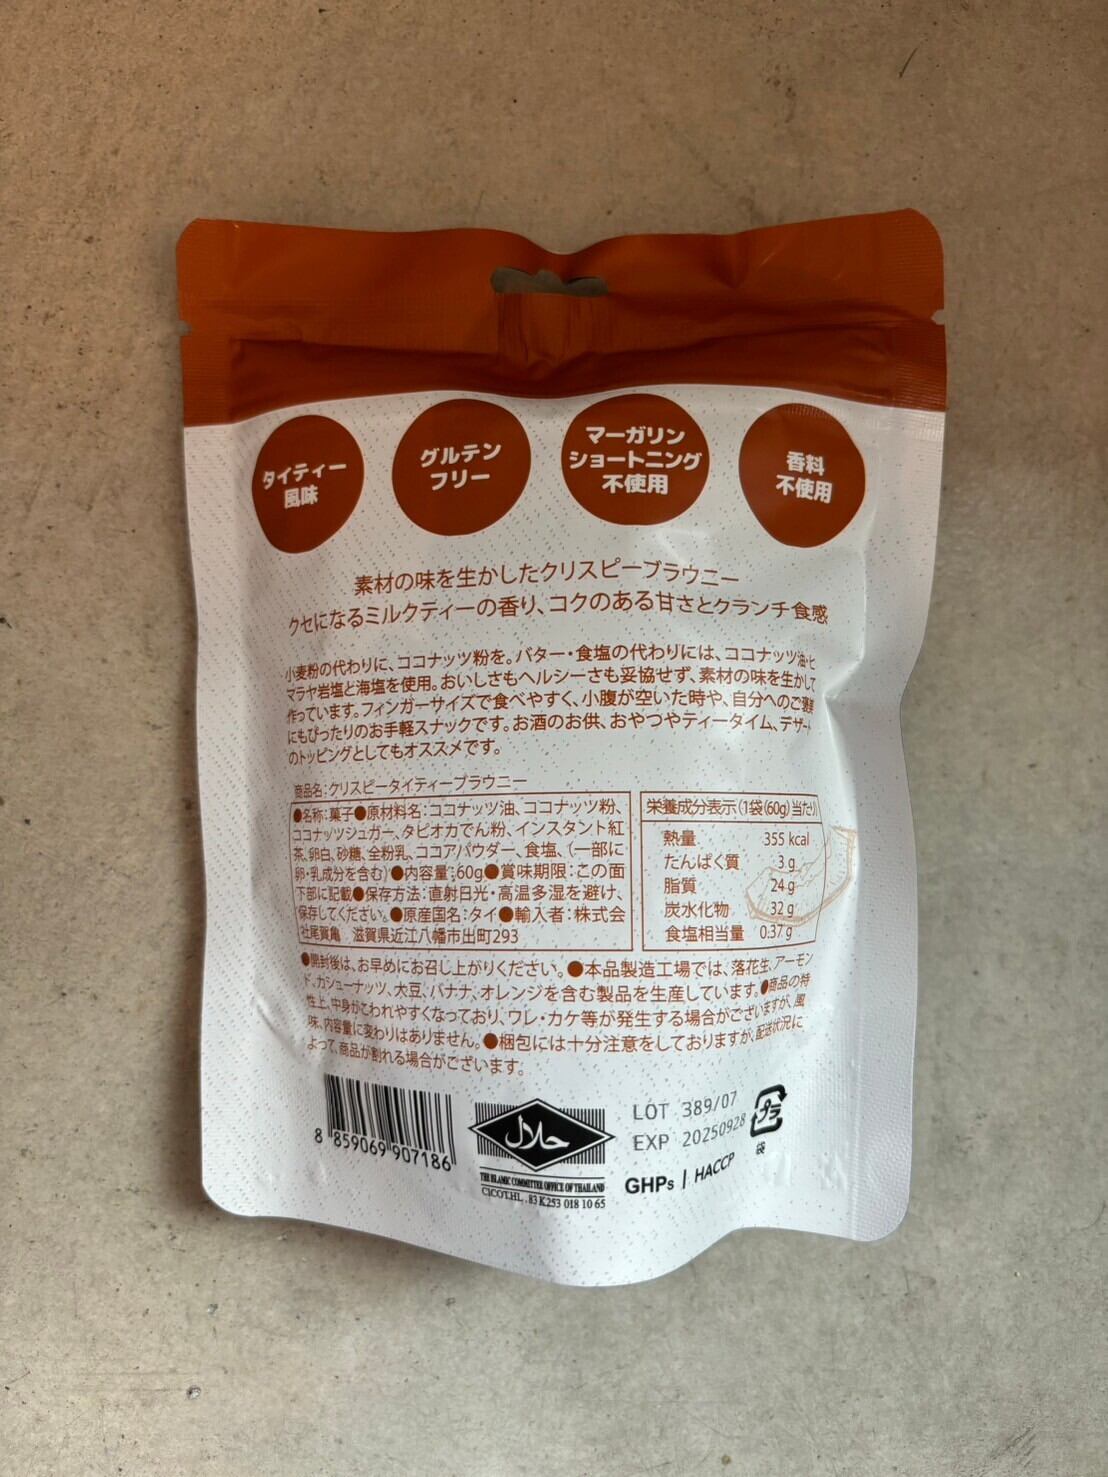 タイティー
風味
グルテン
フリー
マーガリン
ショートニング
不使用
香料
不使用
素材の味を生かしたクリスピーブラウニー
クセになるミルクティーの香り、コクのある甘さとクランチ食感
小麦粉の代わりに、ココナッツ粉を。バター・食塩の代わりには、ココナッツ油・ヒ
マラヤ岩塩と海塩を使用。おいしさもヘルシーさも妥協せず、素材の味を生かして
作っています。フィンガーサイズで食べやすく、小腹が空いた時や、自分へのご褒美
にもぴったりのお手軽スナックです。お酒のお供、おやつやティータイム、デザート
のトッピングとしてもオススメです。
商品名:クリスピータイティーブラウニー
●名称:菓子●原材料名:ココナッツ油、ココナッツ粉、
ココナッツシュガー、タピオカでん粉、インスタント紅
茶、卵白、砂糖、全粉乳、ココアパウダー、食塩、(一部に
卵・乳成分を含む)●内容量:60g●賞味期限:この面
下部に記載●保存方法:直射日光・高温多湿を避け、
保存してください。●原産国名:タイ●輸入者:株式会
社尾賀亀 滋賀県近江八幡市出町293
栄養成分表示(1袋(60g)当たり)
熱量 355 kcal
たんぱく質 3 g
脂質 24 g
炭水化物 32 g
食塩相当量 0.37 g
●開封後は、お早めにお召し上がりください。●本品製造工場では、落花生、アーモン
ド、カシューナッツ、大豆、バナナ、オレンジを含む製品を生産しています。●商品の特
性上、中身がこわれやすくなっており、ワレ・カケ等が発生する場合がございますが、風
味、内容量に変わりはありません。●梱包には十分注意をしておりますが、配送状況に
よって、商品が割れる場合がございます。
8 859069 907186
حلال
THE ISLAMIC COMMITTEE OFFICE OF THAILAND
CICOT.HL . 83 K253 018 10 65
LOT 389/07
EXP 20250928
GHPs | HACCP
プラ
袋